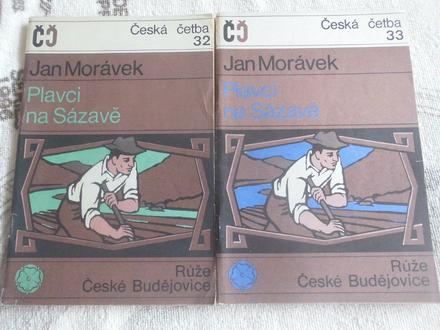 ČČ
Česká četba
32
Jan Morávek
Plavci
na Sázavě
Růže
České Budějovice
ČČ
Česká četba
33
Jan Morávek
Plavci
na Sázavě
Růže
České Budějovice